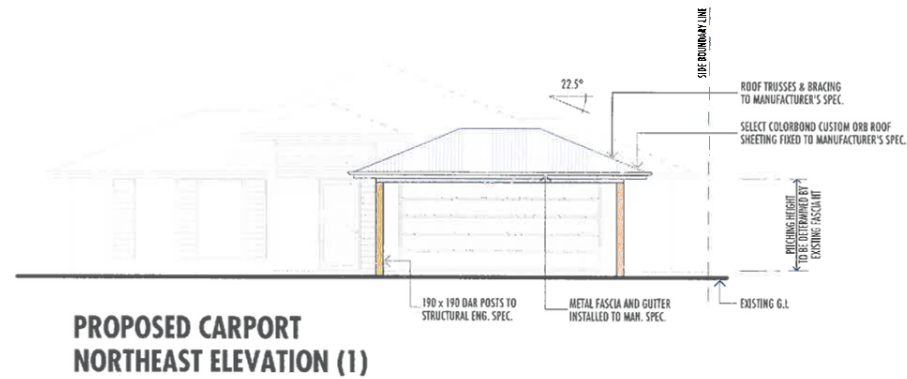 SIDE BOUNDARY LINE
22.5°
ROOF TRUSSES & BRACING
TO MANUFACTURER'S SPEC.
SELECT COLORBOND CUSTOM ORB ROOF
SHEETING FIXED TO MANUFACTURER'S SPEC.
PITCHING HEIGHT
TO BE DETERMINED BY
EXISTING FASCIA HT
190 x 190 DAR POSTS TO
STRUCTURAL ENG. SPEC.
METAL FASCIA AND GUTTER
INSTALLED TO MAN. SPEC.
EXISTING G.L
PROPOSED CARPORT
NORTHEAST ELEVATION (1)